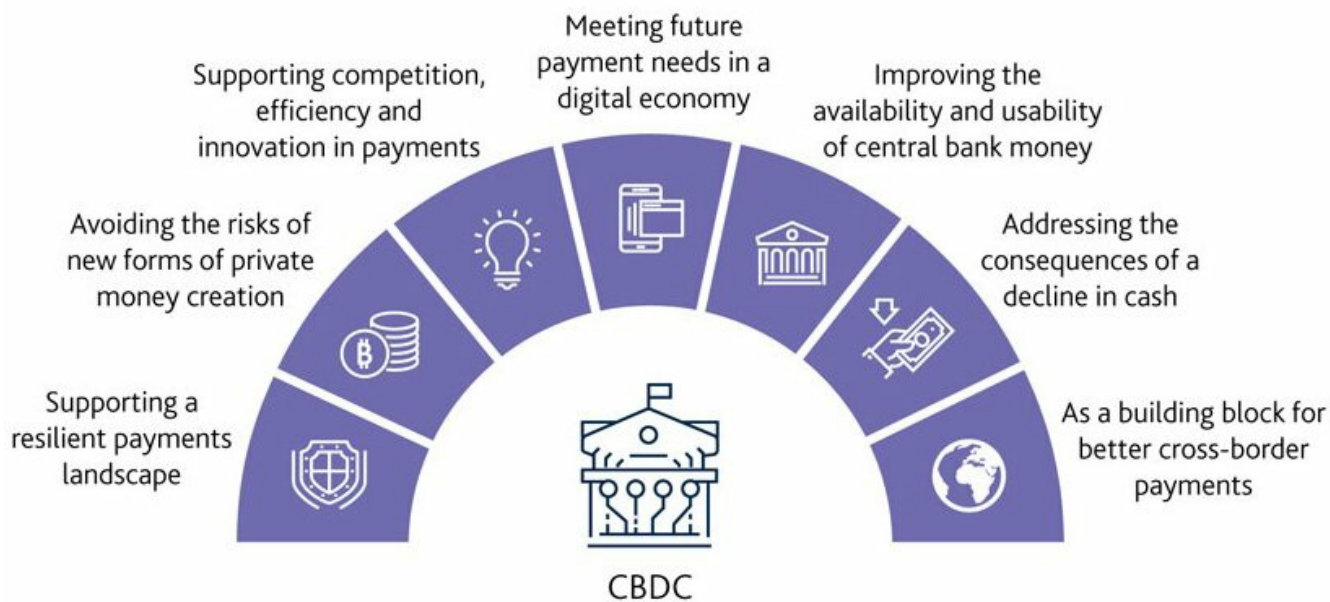 Supporting a
resilient payments
landscape
Avoiding the risks of
new forms of private
money creation
Supporting competition,
efficiency and
innovation in payments
Meeting future
payment needs in a
digital economy
Improving the
availability and usability
of central bank money
Addressing the
consequences of a
decline in cash
As a building block for
better cross-border
payments
CBDC